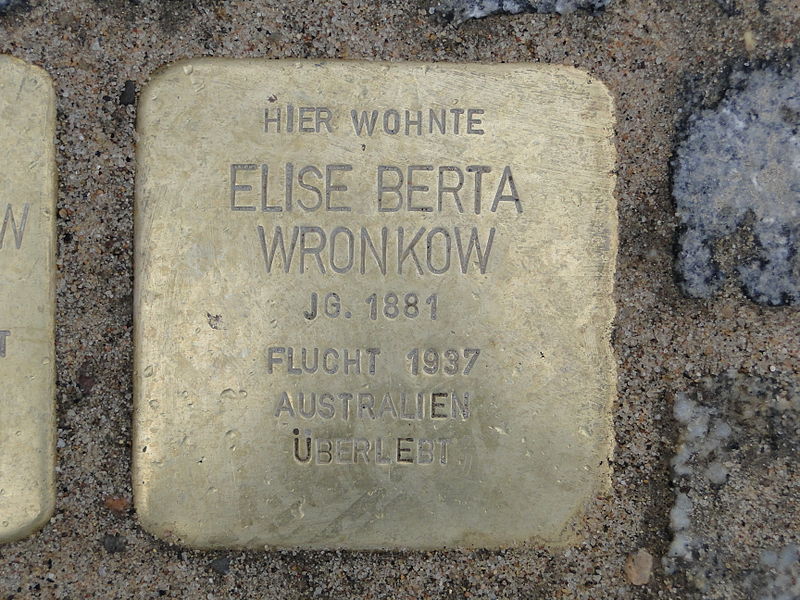 HIER WOHNTE
ELISE BERTA
WRONKOW
JG. 1881
FLUCHT 1937
AUSTRALIEN
ÜBERLEBT